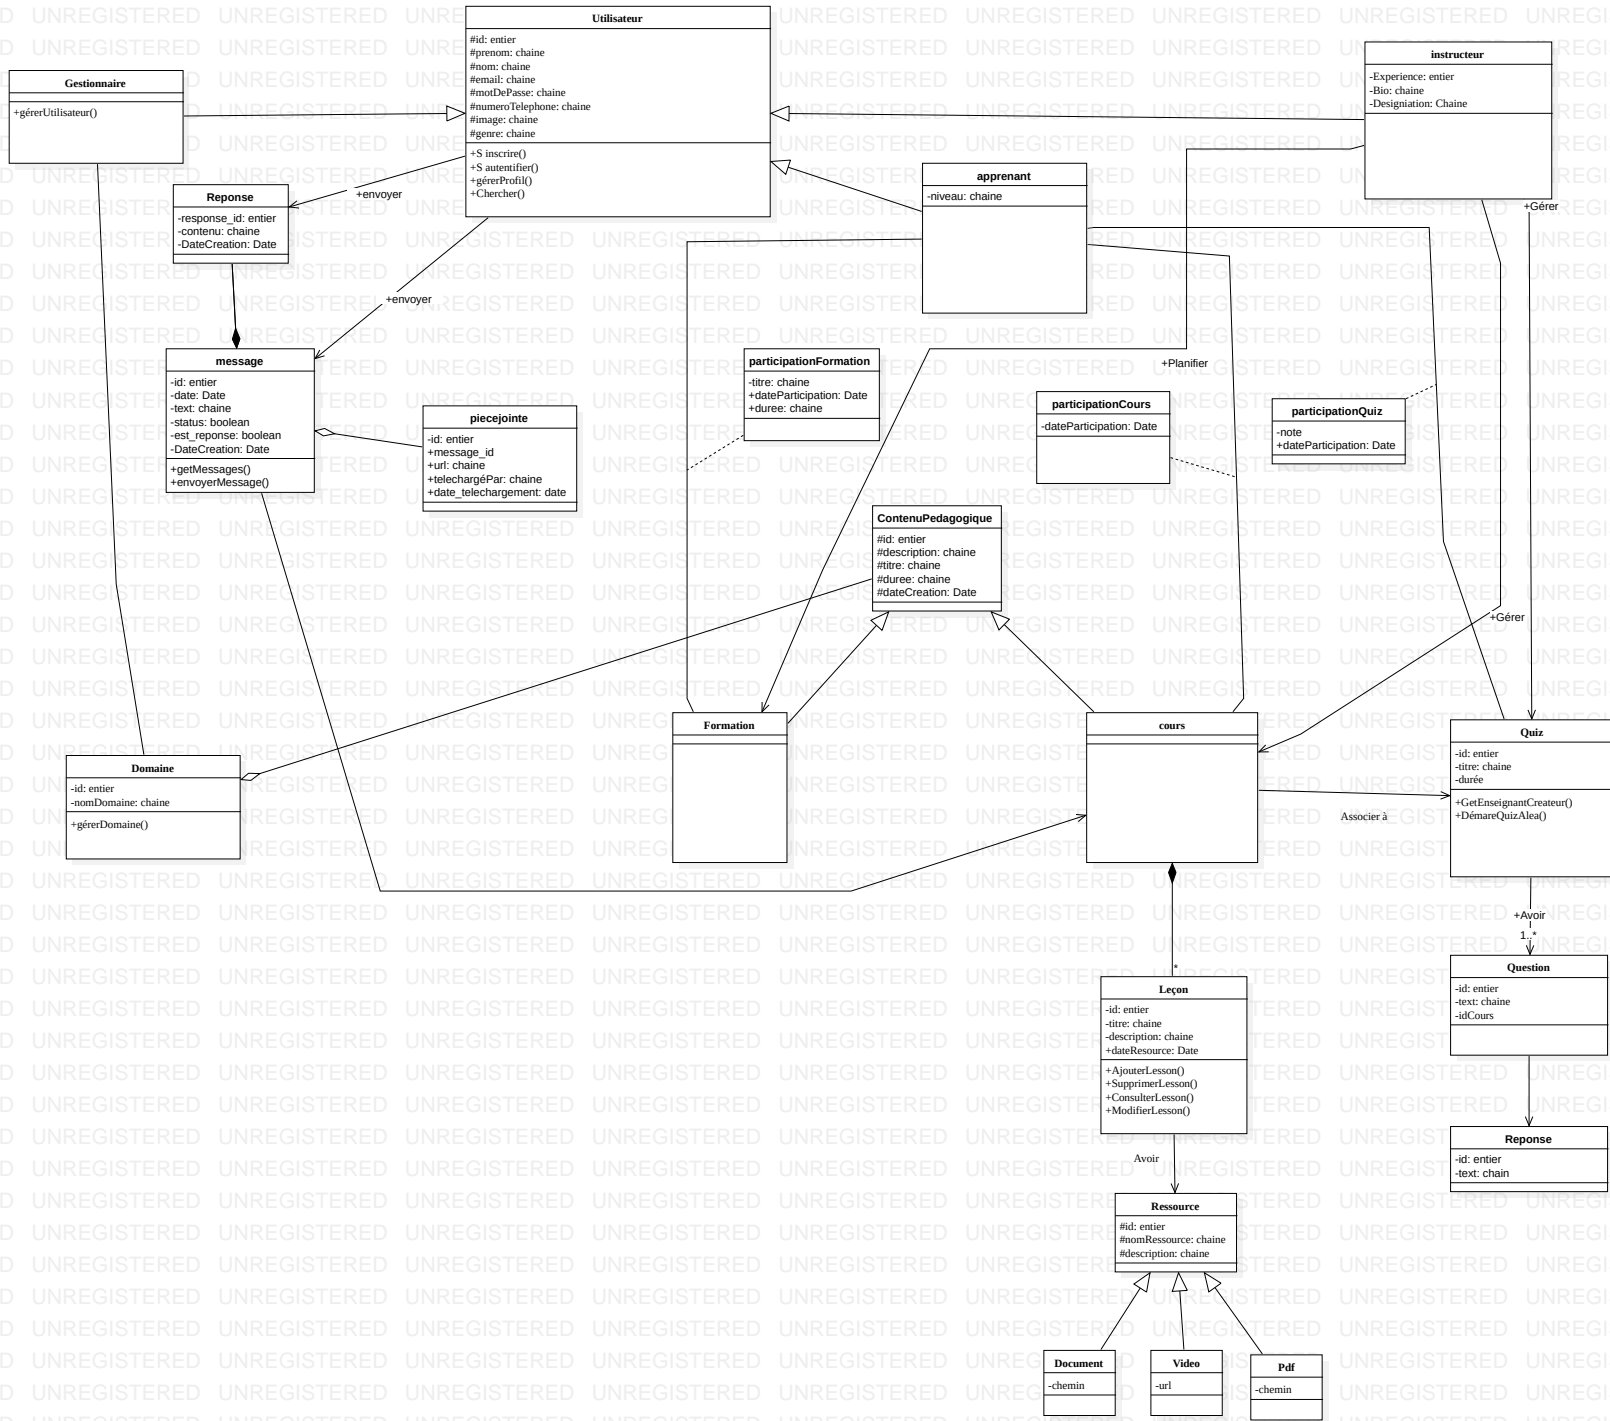 Utilisateur
#id: entier
#prenom: chaine
#nom: chaine
#email: chaine
#motDePasse: chaine
#numeroTelephone: chaine
#image: chaine
#genre: chaine
+S inscrire()
+S autentifier()
+gérerProfil()
+Chercher()
instructeur
-Experience: entier
-Bio: chaine
-Designiation: Chaine
Gestionnaire
+gérerUtilisateur()
apprenant
-niveau: chaine
Reponse
-response_id: entier
-contenu: chaine
-DateCreation: Date
+envoyer
+Gérer
+envoyer
message
-id: entier
-date: Date
-text: chaine
-status: boolean
-est_reponse: boolean
-DateCreation: Date
+getMessages()
+envoyerMessage()
piecejointe
-id: entier
+message_id
+url: chaine
+telechargéPar: chaine
+date_telechargement: date
participationFormation
-titre: chaine
+dateParticipation: Date
+duree: chaine
+Planifier
participationCours
-dateParticipation: Date
participationQuiz
-note
+dateParticipation: Date
ContenuPedagogique
#id: entier
#description: chaine
#titre: chaine
#duree: chaine
#dateCreation: Date
+Gérer
Formation
cours
Quiz
-id: entier
-titre: chaine
-durée
+GetEnseignantCreateur()
+DémareQuizAlea()
Domaine
-id: entier
-nomDomaine: chaine
+gérerDomaine()
Associer à
+Avoir
1..*
*
Leçon
-id: entier
-titre: chaine
-description: chaine
+dateResource: Date
+AjouterLesson()
+SupprimerLesson()
+ConsulterLesson()
+ModifierLesson()
Question
-id: entier
-text: chaine
-idCours
Reponse
-id: entier
-text: chain
Avoir
Ressource
#id: entier
#nomRessource: chaine
#description: chaine
Document
-chemin
Video
-url
Pdf
-chemin
UNREGISTERED